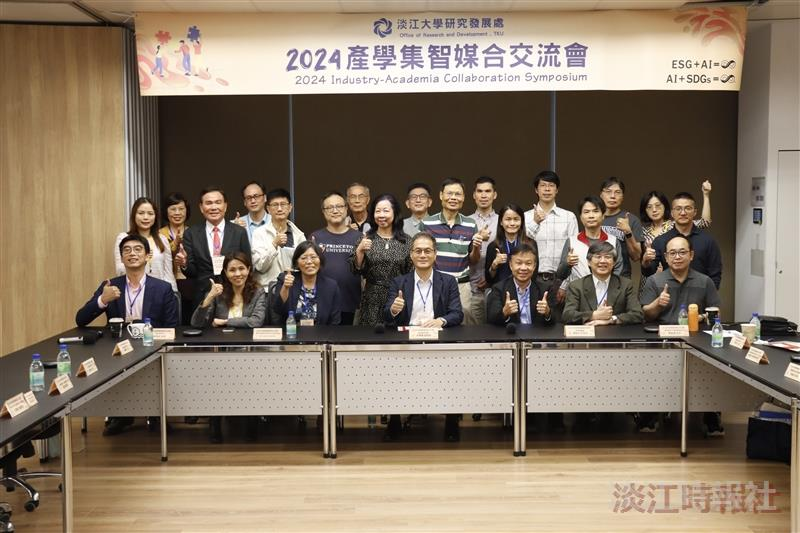 淡江大學研究發展處
Office of Research and Development, TKU
2024產學集智媒合交流會
2024 Industry-Academia Collaboration Symposium
ESG+AI=
AI+SDGs=
PRINCETON
UNIVERSITY
淡江時報社